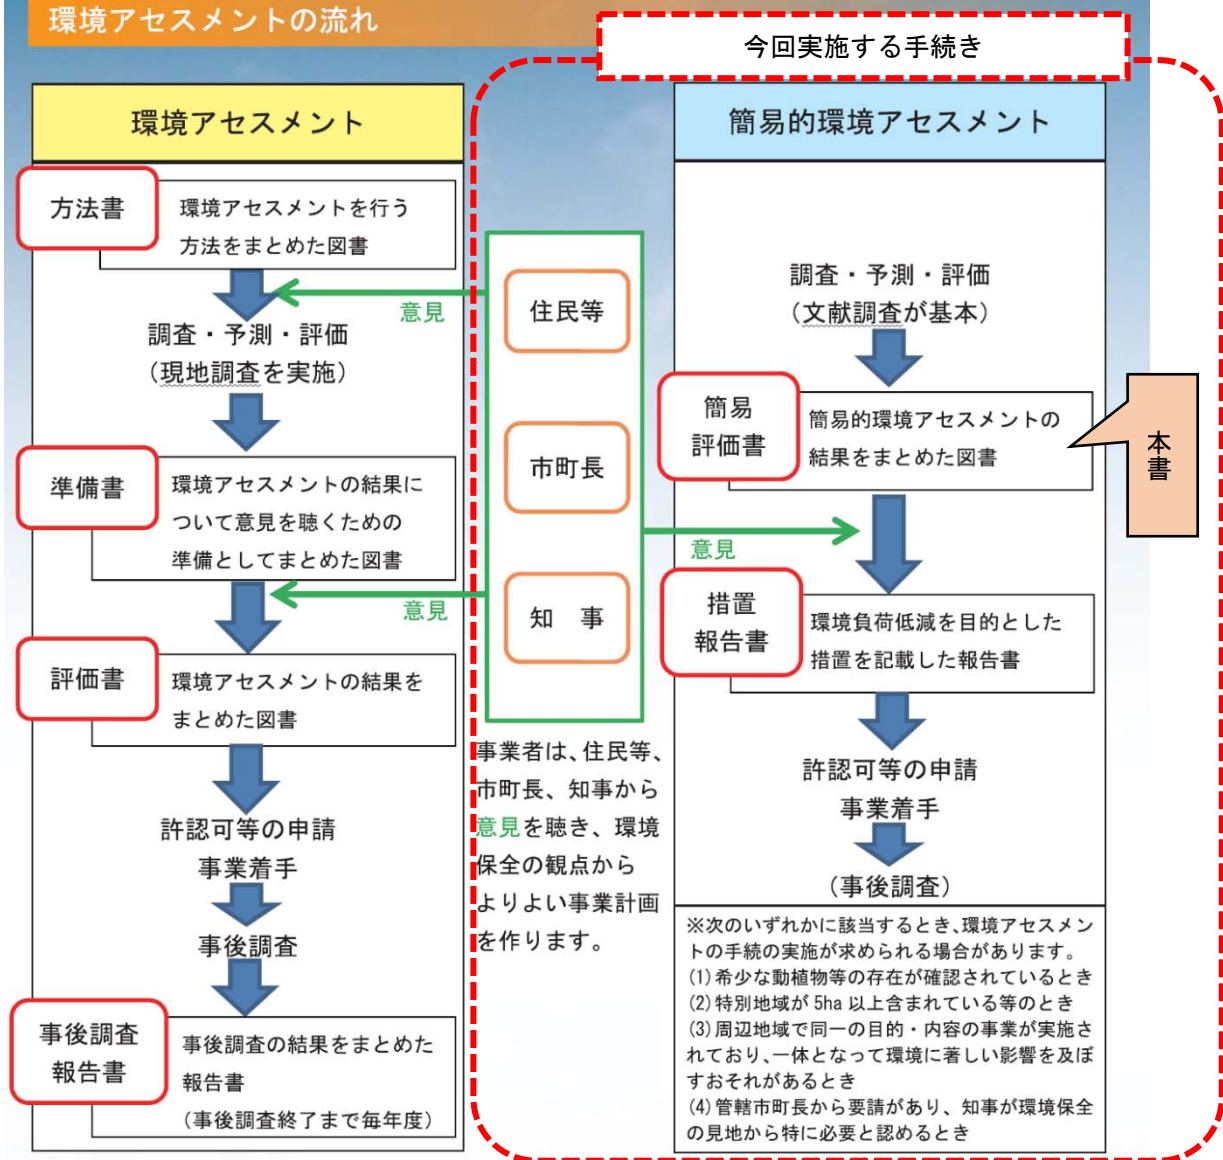 環境アセスメントの流れ
今回実施する手続き
環境アセスメント
方法書
環境アセスメントを行う
方法をまとめた図書
意見
調査・予測・評価
（現地調査を実施）
準備書
環境アセスメントの結果に
ついて意見を聴くための
準備としてまとめた図書
意見
評価書
環境アセスメントの結果を
まとめた図書
許認可等の申請
事業着手
事後調査
事後調査
報告書
事後調査の結果をまとめた
報告書
（事後調査終了まで毎年度）
住民等
市町長
知　事
事業者は、住民等、
市町長、知事から
意見を聴き、環境
保全の観点から
よりよい事業計画
を作ります。
簡易的環境アセスメント
調査・予測・評価
（文献調査が基本）
簡易
評価書
簡易的環境アセスメントの
結果をまとめた図書
本書
意見
措置
報告書
環境負荷低減を目的とした
措置を記載した報告書
許認可等の申請
事業着手
（事後調査）
※次のいずれかに該当するとき、環境アセスメン
トの手続の実施が求められる場合があります。
(1)希少な動植物等の存在が確認されているとき
(2)特別地域が 5ha 以上含まれている等のとき
(3)周辺地域で同一の目的・内容の事業が実施さ
れており、一体となって環境に著しい影響を及ぼ
すおそれがあるとき
(4)管轄市町長から要請があり、知事が環境保全
の見地から特に必要と認めるとき